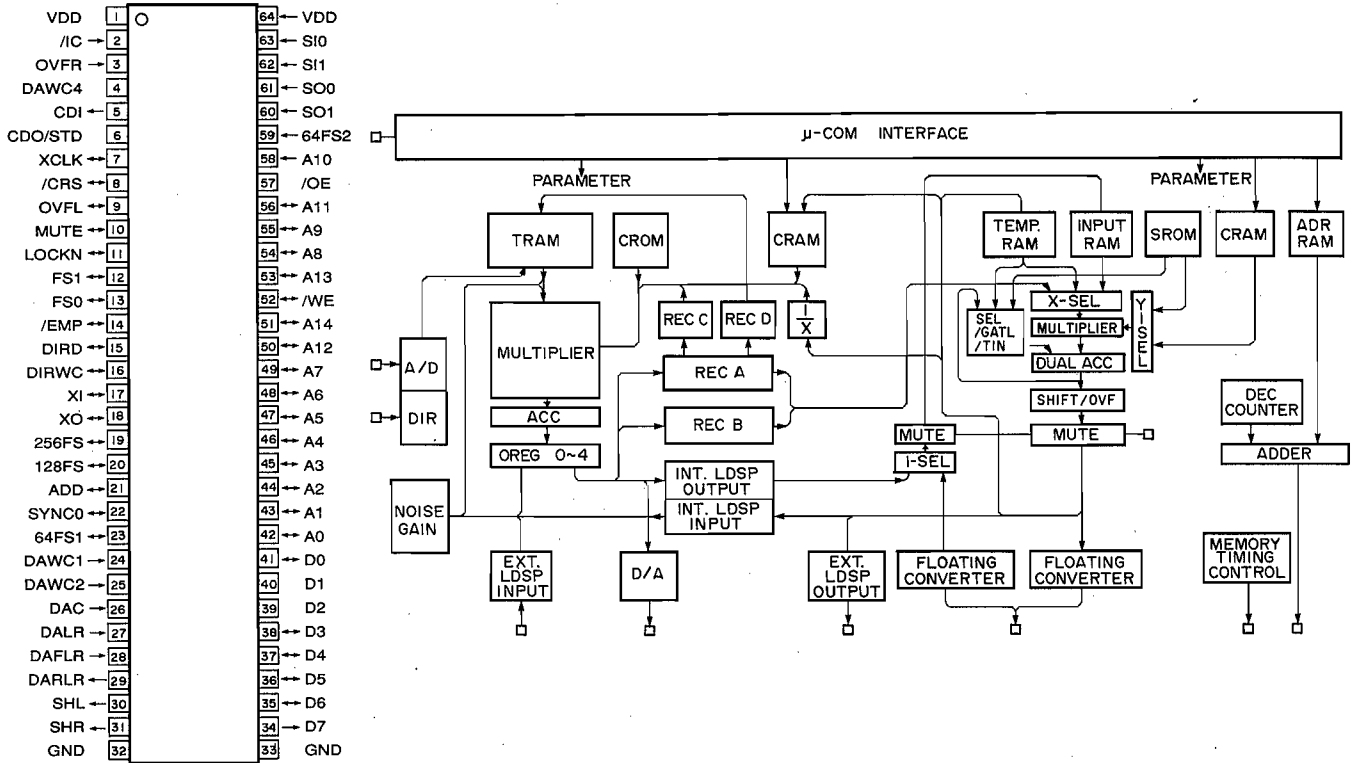 VDD 1 64 VDD
/IC 2 63 SI0
OVFR 3 62 SI1
DAWC4 4 61 SO0
CDI 5 60 SO1
CDO/STD 6 59 64FS2
XCLK 7 58 A10
/CRS 8 57 /OE
OVFL 9 56 A11
MUTE 10 55 A9
LOCKN 11 54 A8
FS1 12 53 A13
FS0 13 52 /WE
/EMP 14 51 A14
DIRD 15 50 A12
DIRWC 16 49 A7
XI 17 48 A6
XO 18 47 A5
256FS 19 46 A4
128FS 20 45 A3
ADD 21 44 A2
SYNC0 22 43 A1
64FS1 23 42 A0
DAWC1 24 41 D0
DAWC2 25 40 D1
DAC 26 39 D2
DALR 27 38 D3
DAFLR 28 37 D4
DARLR 29 36 D5
SHL 30 35 D6
SHR 31 34 D7
GND 32 33 GND
μ-COM INTERFACE
PARAMETER
PARAMETER
TRAM
CROM
CRAM
TEMP.
RAM
INPUT
RAM
SROM
CRAM
ADR
RAM
MULTIPLIER
REC C
REC D
1
X
SEL
/GATL
/TIN
X-SEL
MULTIPLIER
YISEL
DUAL ACC
A/D
DIR
REC A
ACC
REC B
SHIFT/OVF
MUTE
MUTE
DEC
COUNTER
OREG 0~4
I-SEL
ADDER
INT. LDSP
OUTPUT
INT. LDSP
INPUT
NOISE
GAIN
EXT.
LDSP
INPUT
D/A
EXT.
LDSP
OUTPUT
FLOATING
CONVERTER
FLOATING
CONVERTER
MEMORY
TIMING
CONTROL